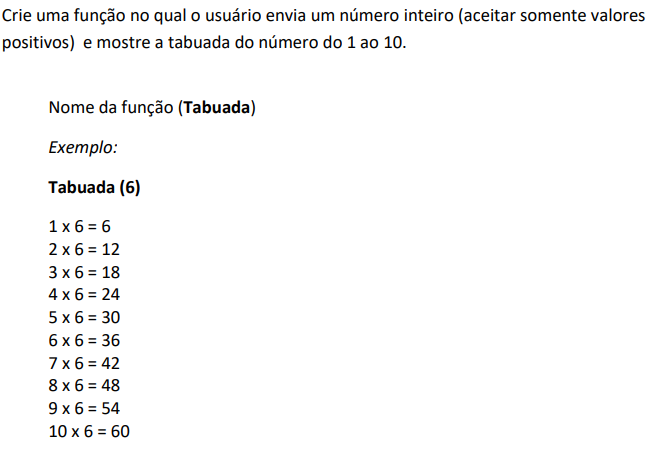 Crie uma função no qual o usuário envia um número inteiro (aceitar somente valores
positivos)  e mostre a tabuada do número do 1 ao 10.
Nome da função (Tabuada)
Exemplo:
Tabuada (6)
1 x 6 = 6
2 x 6 = 12
3 x 6 = 18
4 x 6 = 24
5 x 6 = 30
6 x 6 = 36
7 x 6 = 42
8 x 6 = 48
9 x 6 = 54
10 x 6 = 60